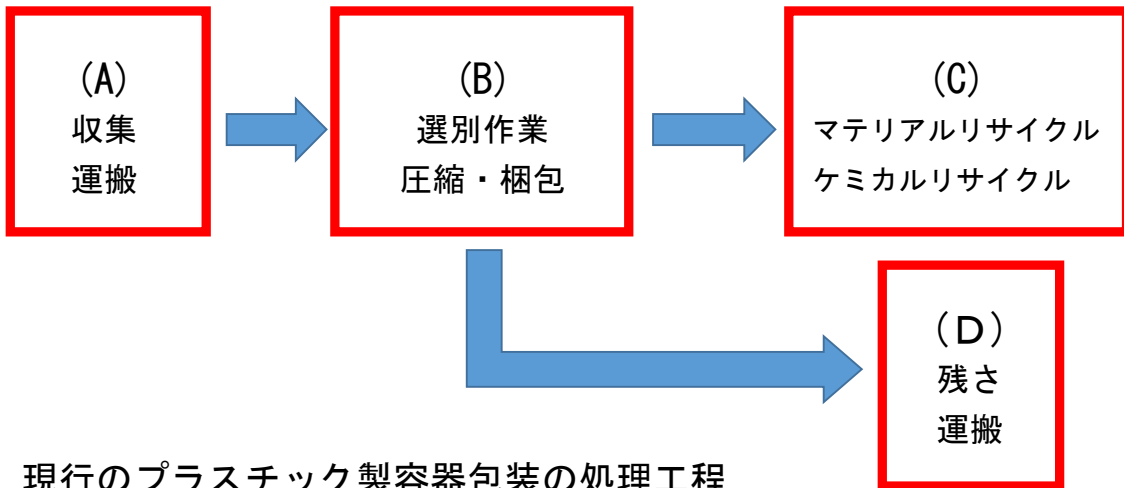 (A)
収集
運搬
(B)
選別作業
圧縮・梱包
(C)
マテリアルリサイクル
ケミカルリサイクル
(D)
残さ
運搬
現行のプラスチック製容器包装の処理工程